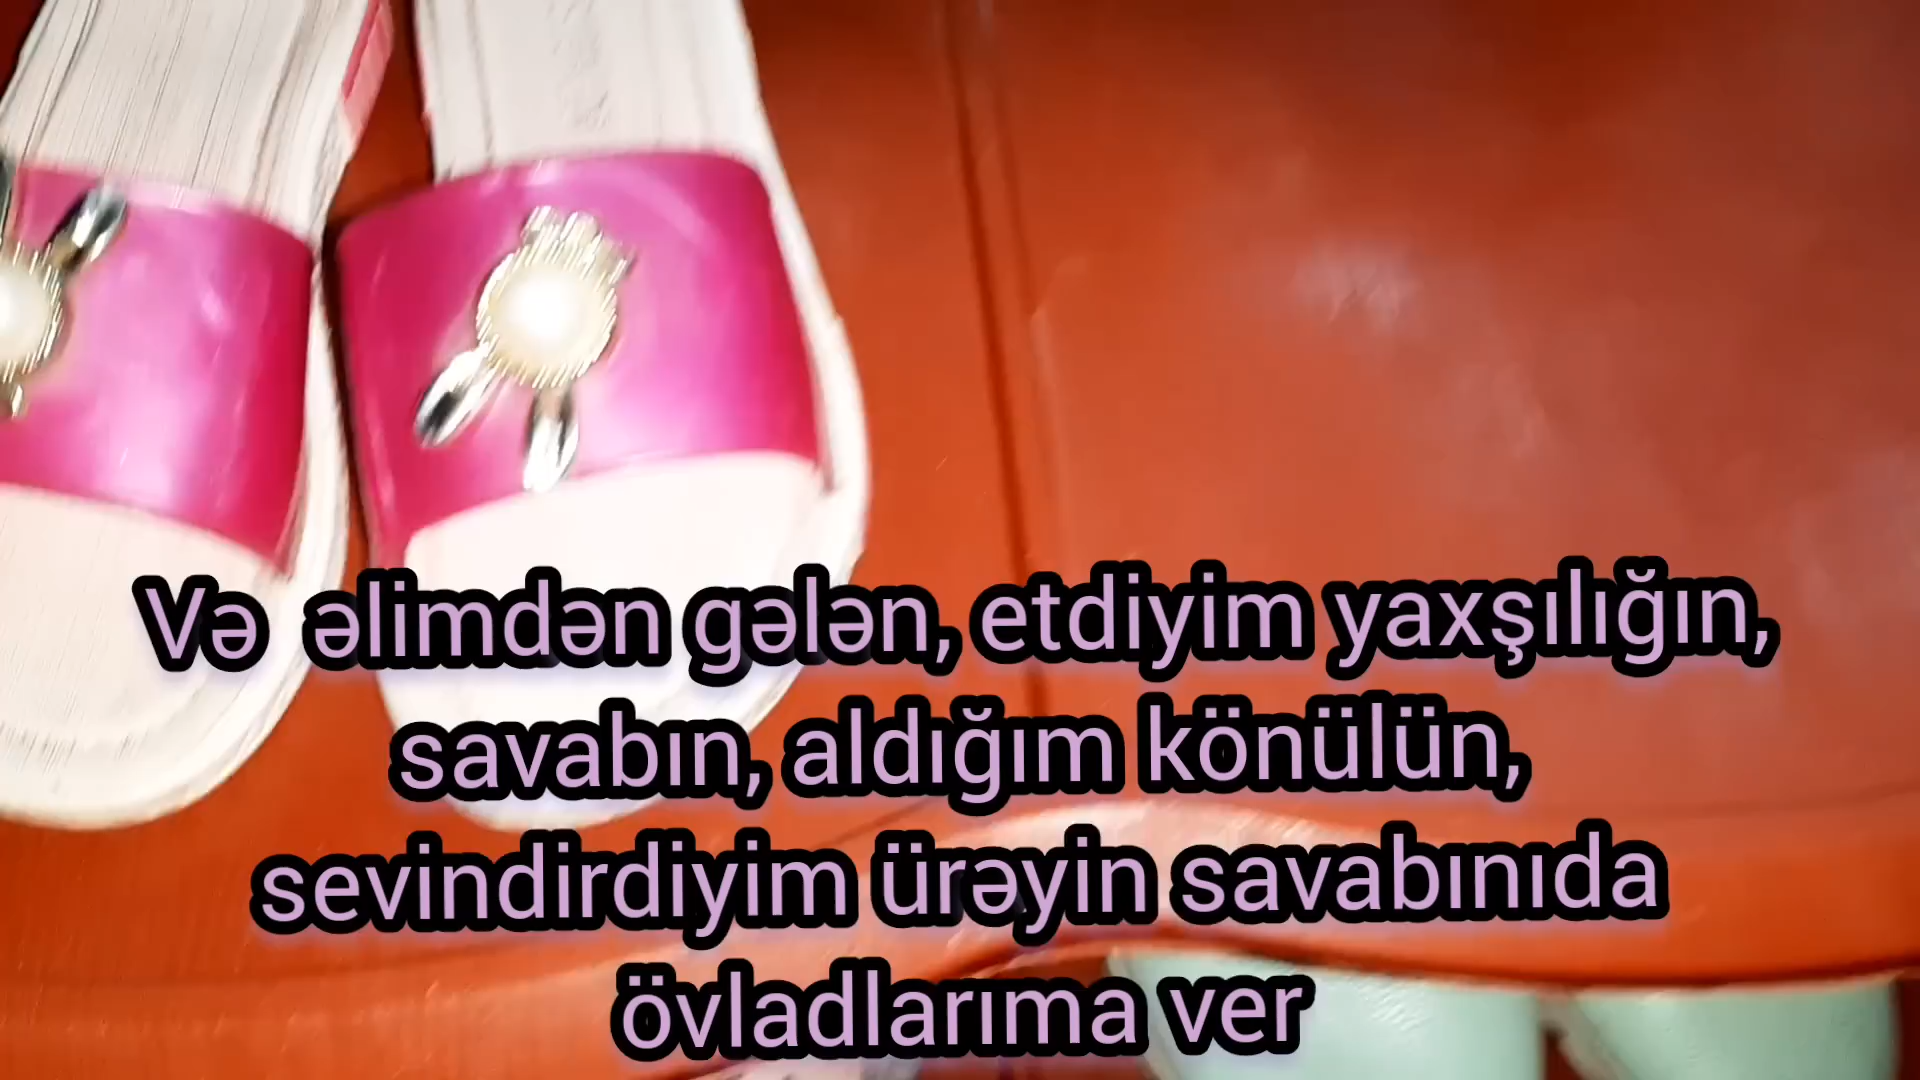 Və əlimdən gələn, etdiyim yaxşılığın,
savabın, aldığım könülün,
sevindirdiyim ürəyin savabınıda
övladlarıma ver